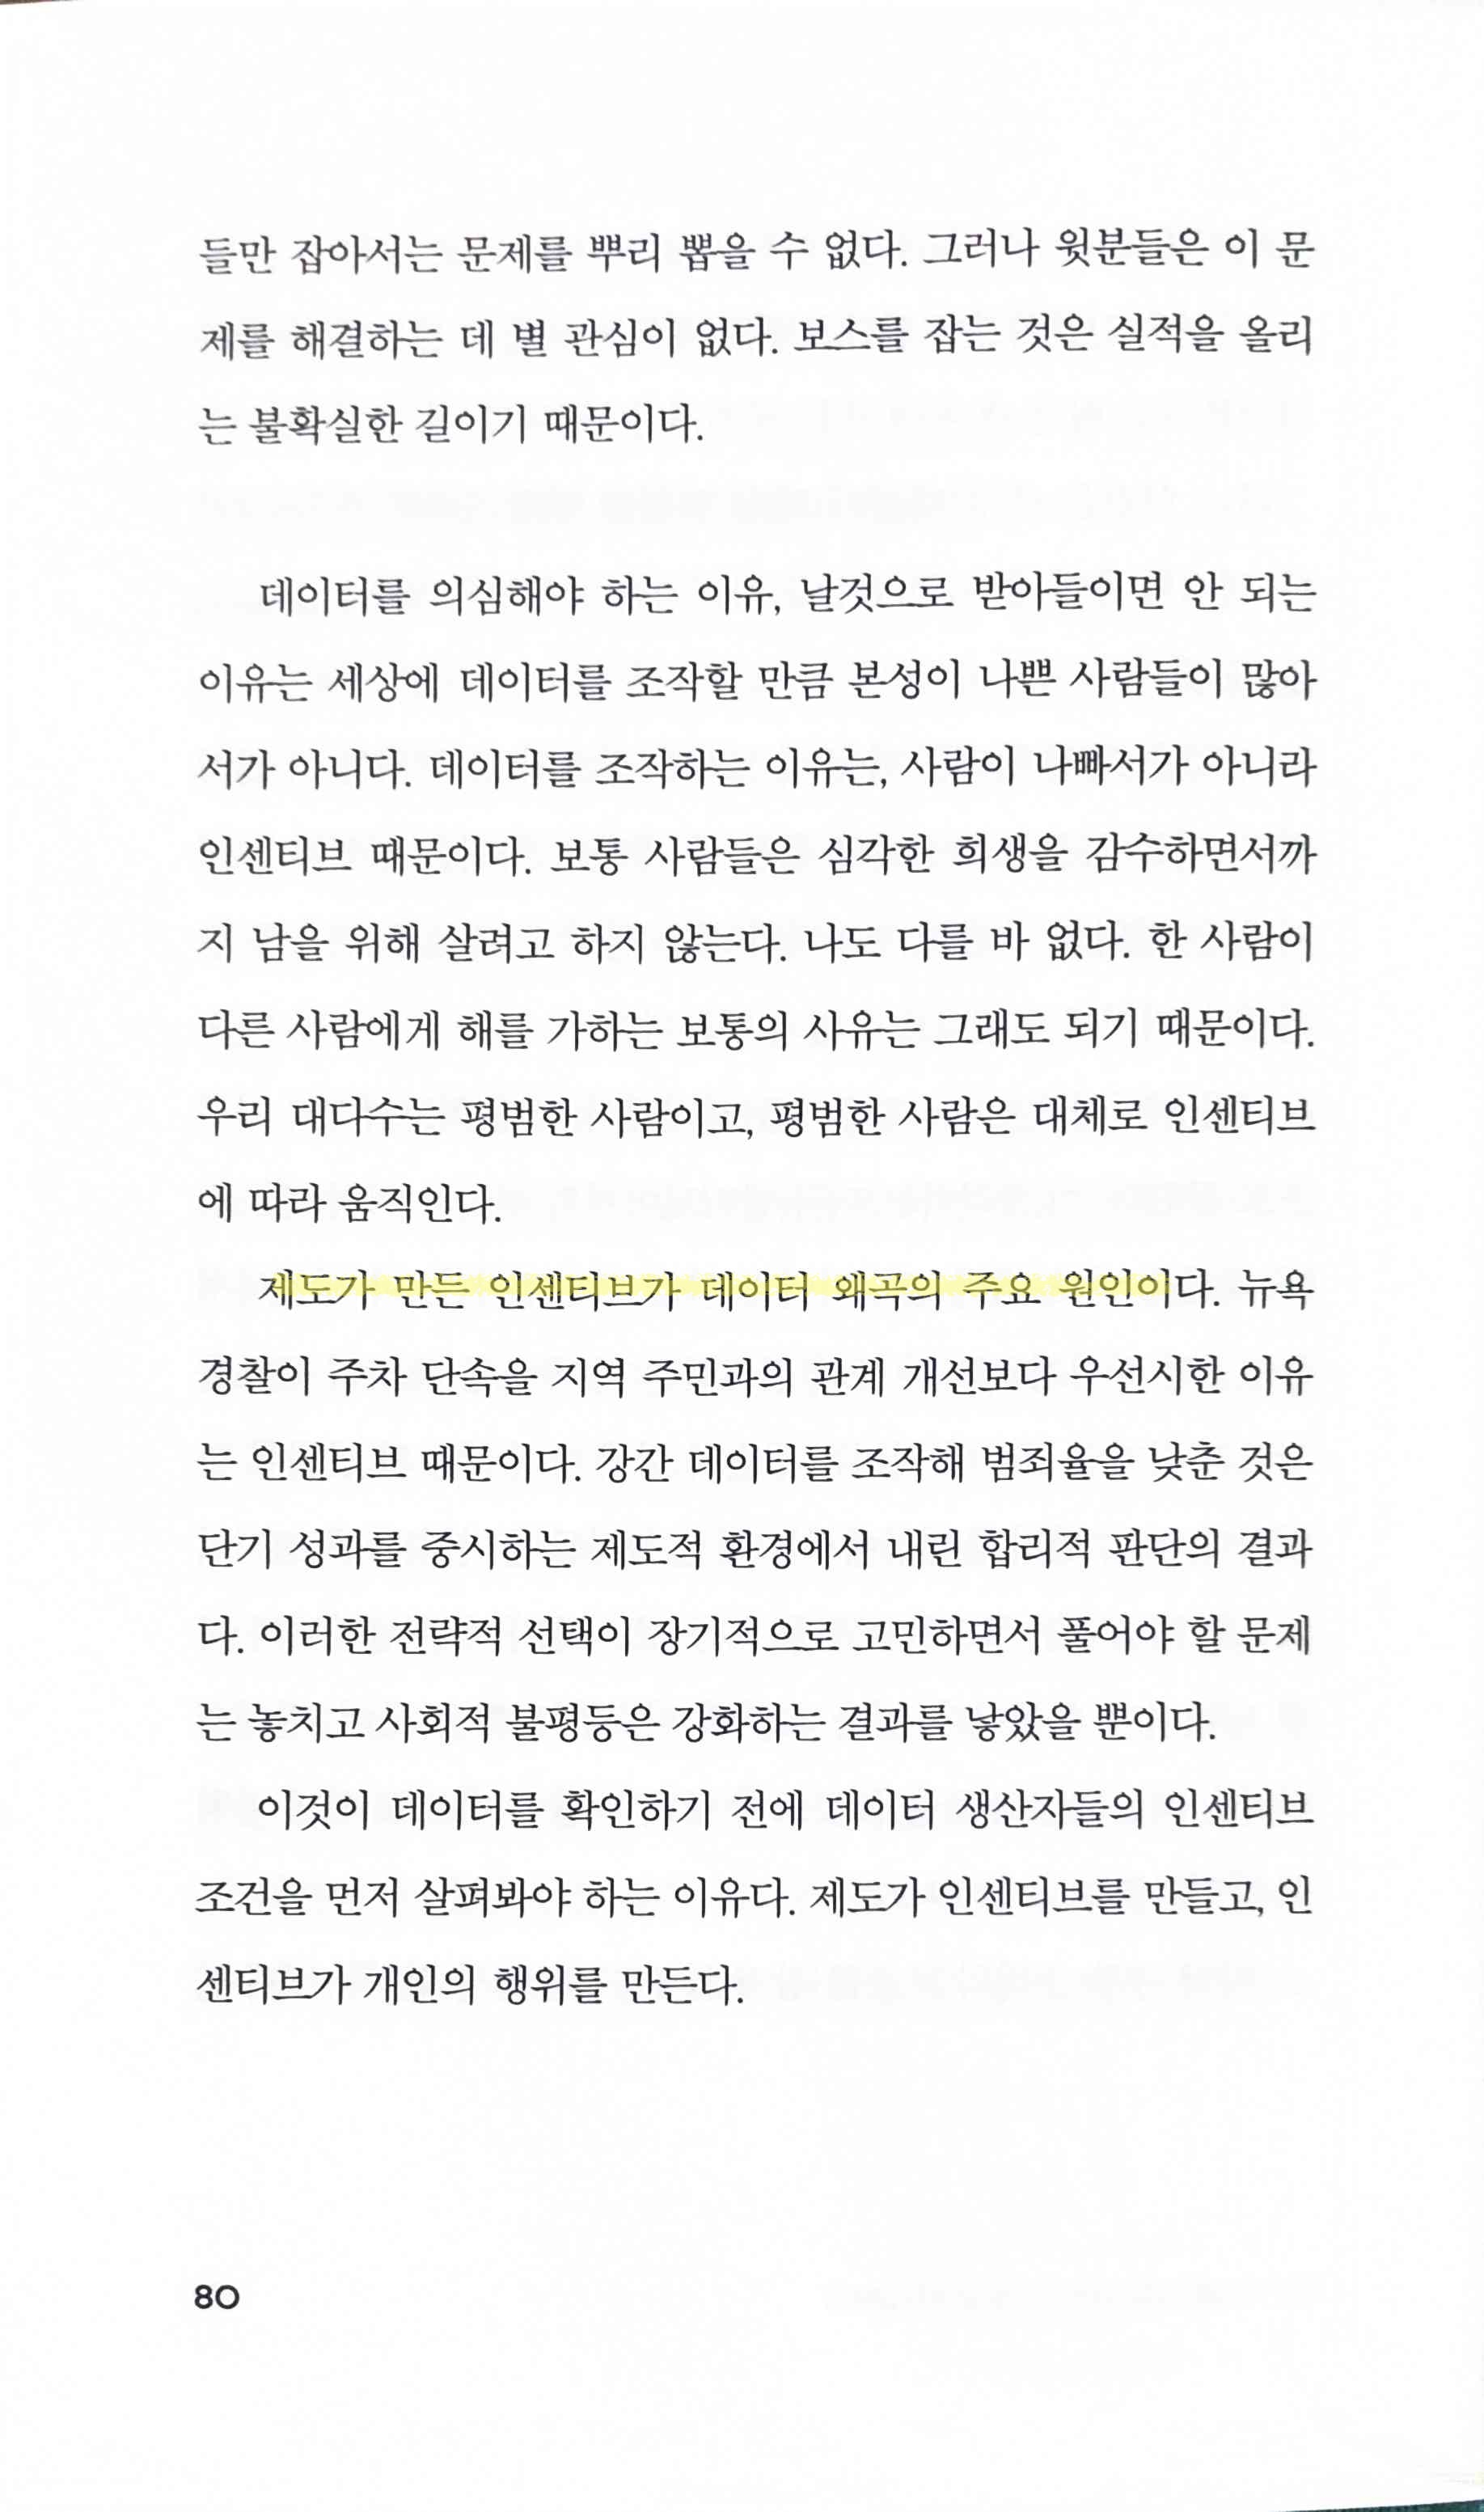 들만 잡아서는 문제를 뿌리 뽑을 수 없다. 그러나 윗분들은 이 문
제를 해결하는 데 별 관심이 없다. 보스를 잡는 것은 실적을 올리
는 불확실한 길이기 때문이다.
데이터를 의심해야 하는 이유, 날것으로 받아들이면 안 되는
이유는 세상에 데이터를 조작할 만큼 본성이 나쁜 사람들이 많아
서가 아니다. 데이터를 조작하는 이유는, 사람이 나빠서가 아니라
인센티브 때문이다. 보통 사람들은 심각한 희생을 감수하면서까
지 남을 위해 살려고 하지 않는다. 나도 다를 바 없다. 한 사람이
다른 사람에게 해를 가하는 보통의 사유는 그래도 되기 때문이다.
우리 대다수는 평범한 사람이고, 평범한 사람은 대체로 인센티브
에 따라 움직인다.
제도가 만든 인센티브가 데이터 왜곡의 주요 원인이다. 뉴욕
경찰이 주차 단속을 지역 주민과의 관계 개선보다 우선시한 이유
는 인센티브 때문이다. 강간 데이터를 조작해 범죄율을 낮춘 것은
단기 성과를 중시하는 제도적 환경에서 내린 합리적 판단의 결과
다. 이러한 전략적 선택이 장기적으로 고민하면서 풀어야 할 문제
는 놓치고 사회적 불평등은 강화하는 결과를 낳았을 뿐이다.
이것이 데이터를 확인하기 전에 데이터 생산자들의 인센티브
조건을 먼저 살펴봐야 하는 이유다. 제도가 인센티브를 만들고, 인
센티브가 개인의 행위를 만든다.
80